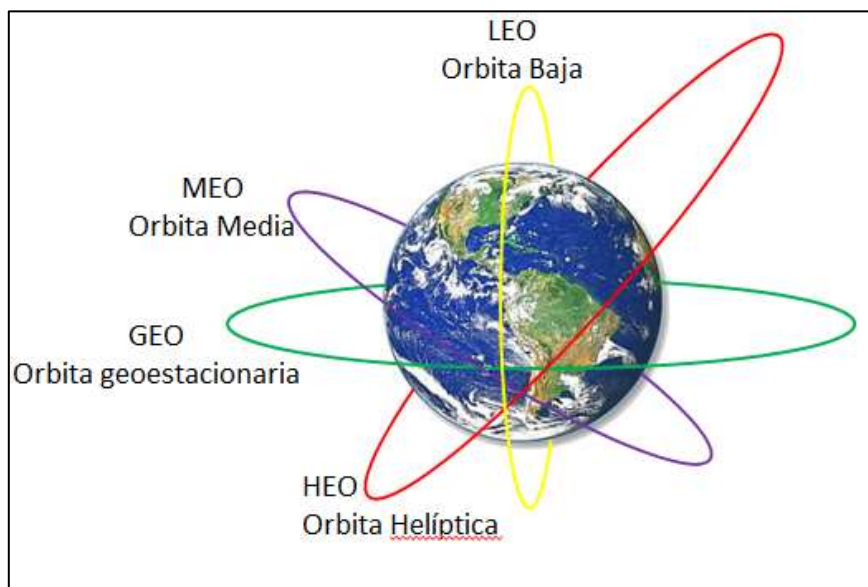 LEO
Orbita Baja
MEO
Orbita Media
GEO
Orbita geoestacionaria
HEO
Orbita Helíptica